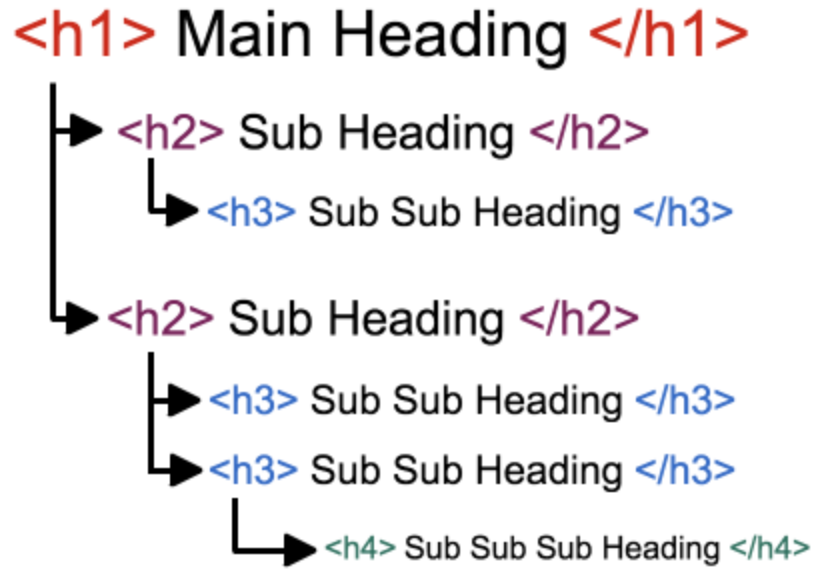 <h1> Main Heading </h1>
<h2> Sub Heading </h2>
<h3> Sub Sub Heading </h3>
<h2> Sub Heading </h2>
<h3> Sub Sub Heading </h3>
<h3> Sub Sub Heading </h3>
<h4> Sub Sub Sub Heading </h4>